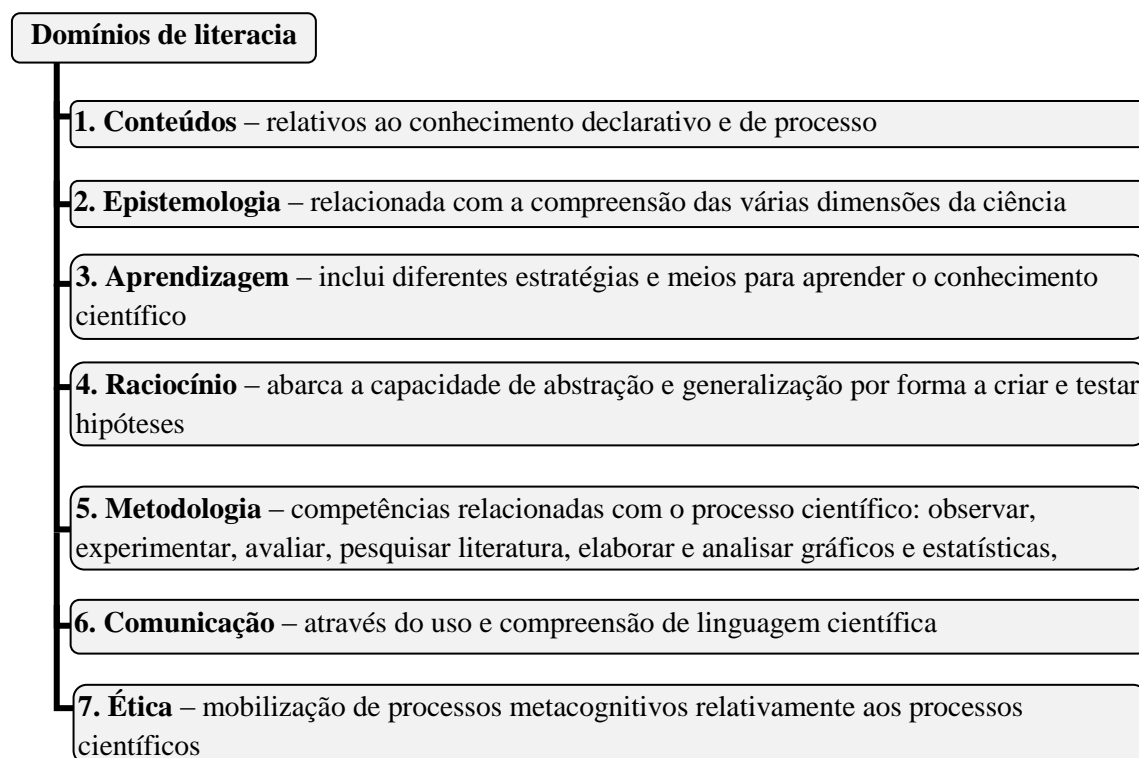 Domínios de literacia
1. Conteúdos – relativos ao conhecimento declarativo e de processo
2. Epistemologia – relacionada com a compreensão das várias dimensões da ciência
3. Aprendizagem – inclui diferentes estratégias e meios para aprender o conhecimento
científico
4. Raciocínio – abarca a capacidade de abstração e generalização por forma a criar e testar
hipóteses
5. Metodologia – competências relacionadas com o processo científico: observar,
experimentar, avaliar, pesquisar literatura, elaborar e analisar gráficos e estatísticas,
6. Comunicação – através do uso e compreensão de linguagem científica
7. Ética – mobilização de processos metacognitivos relativamente aos processos
científicos